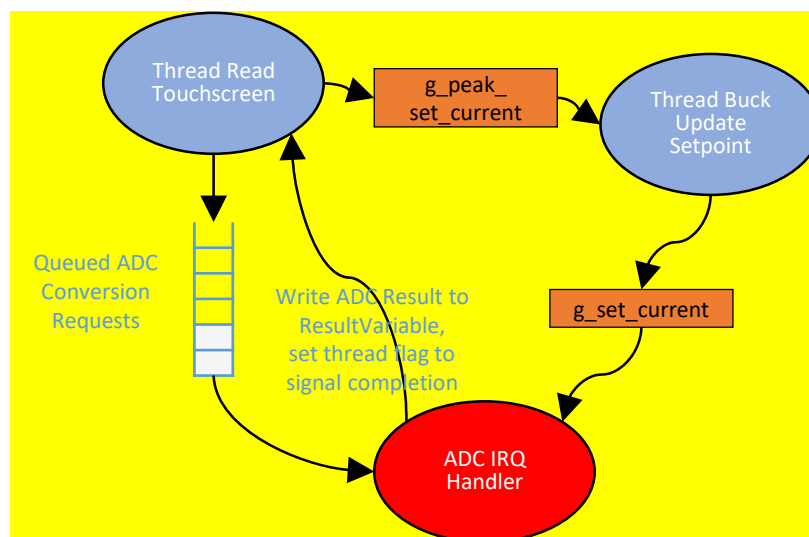 Thread Read
Touchscreen
g_peak_
set_current
Thread Buck
Update
Setpoint
Queued ADC
Conversion
Requests
Write ADC Result to
ResultVariable,
set thread flag to
signal completion
g_set_current
ADC IRQ
Handler